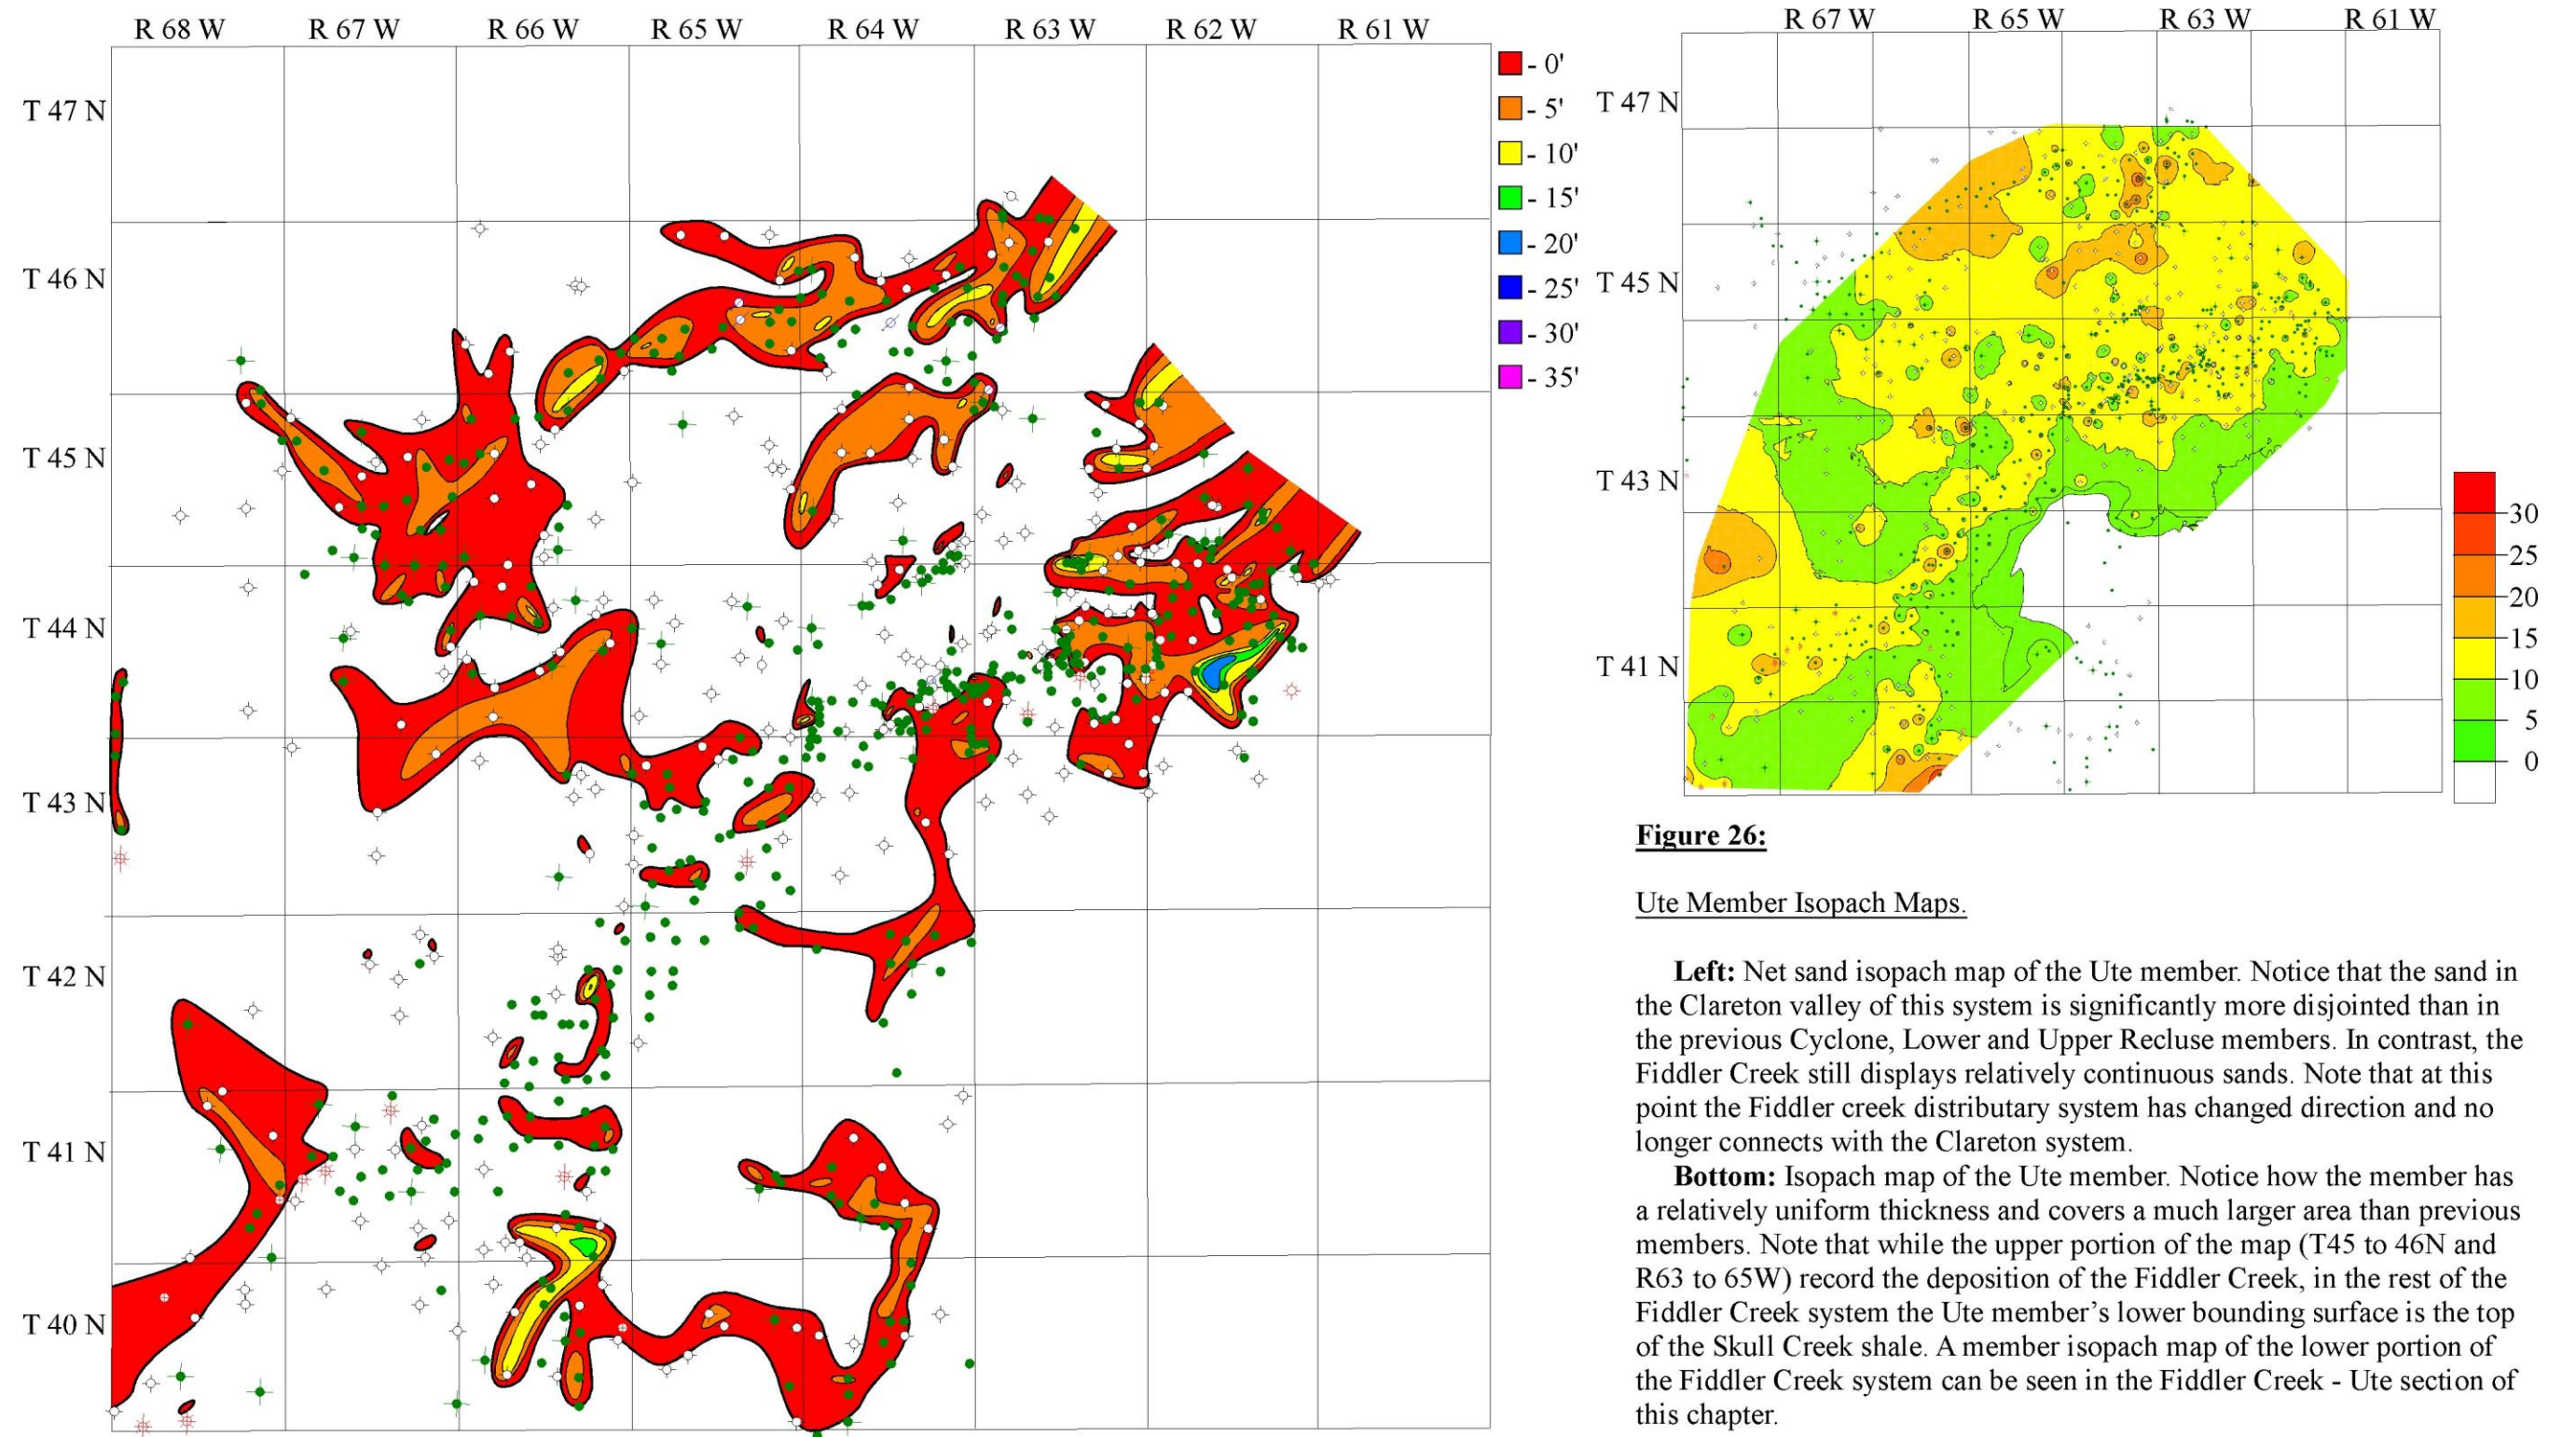 R 68 W R 67 W R 66 W R 65 W R 64 W R 63 W R 62 W R 61 W
T 47 N
T 46 N
T 45 N
T 44 N
T 43 N
T 42 N
T 41 N
T 40 N
- 0'
- 5'
- 10'
- 15'
- 20'
- 25'
- 30'
- 35'
R 67 W R 65 W R 63 W R 61 W
T 47 N
T 45 N
T 43 N
T 41 N
30
25
20
15
10
5
0
Figure 26:
Ute Member Isopach Maps.
Left: Net sand isopach map of the Ute member. Notice that the sand in
the Clareton valley of this system is significantly more disjointed than in
the previous Cyclone, Lower and Upper Recluse members. In contrast, the
Fiddler Creek still displays relatively continuous sands. Note that at this
point the Fiddler creek distributary system has changed direction and no
longer connects with the Clareton system.
Bottom: Isopach map of the Ute member. Notice how the member has
a relatively uniform thickness and covers a much larger area than previous
members. Note that while the upper portion of the map (T45 to 46N and
R63 to 65W) record the deposition of the Fiddler Creek, in the rest of the
Fiddler Creek system the Ute member's lower bounding surface is the top
of the Skull Creek shale. A member isopach map of the lower portion of
the Fiddler Creek system can be seen in the Fiddler Creek - Ute section of
this chapter.